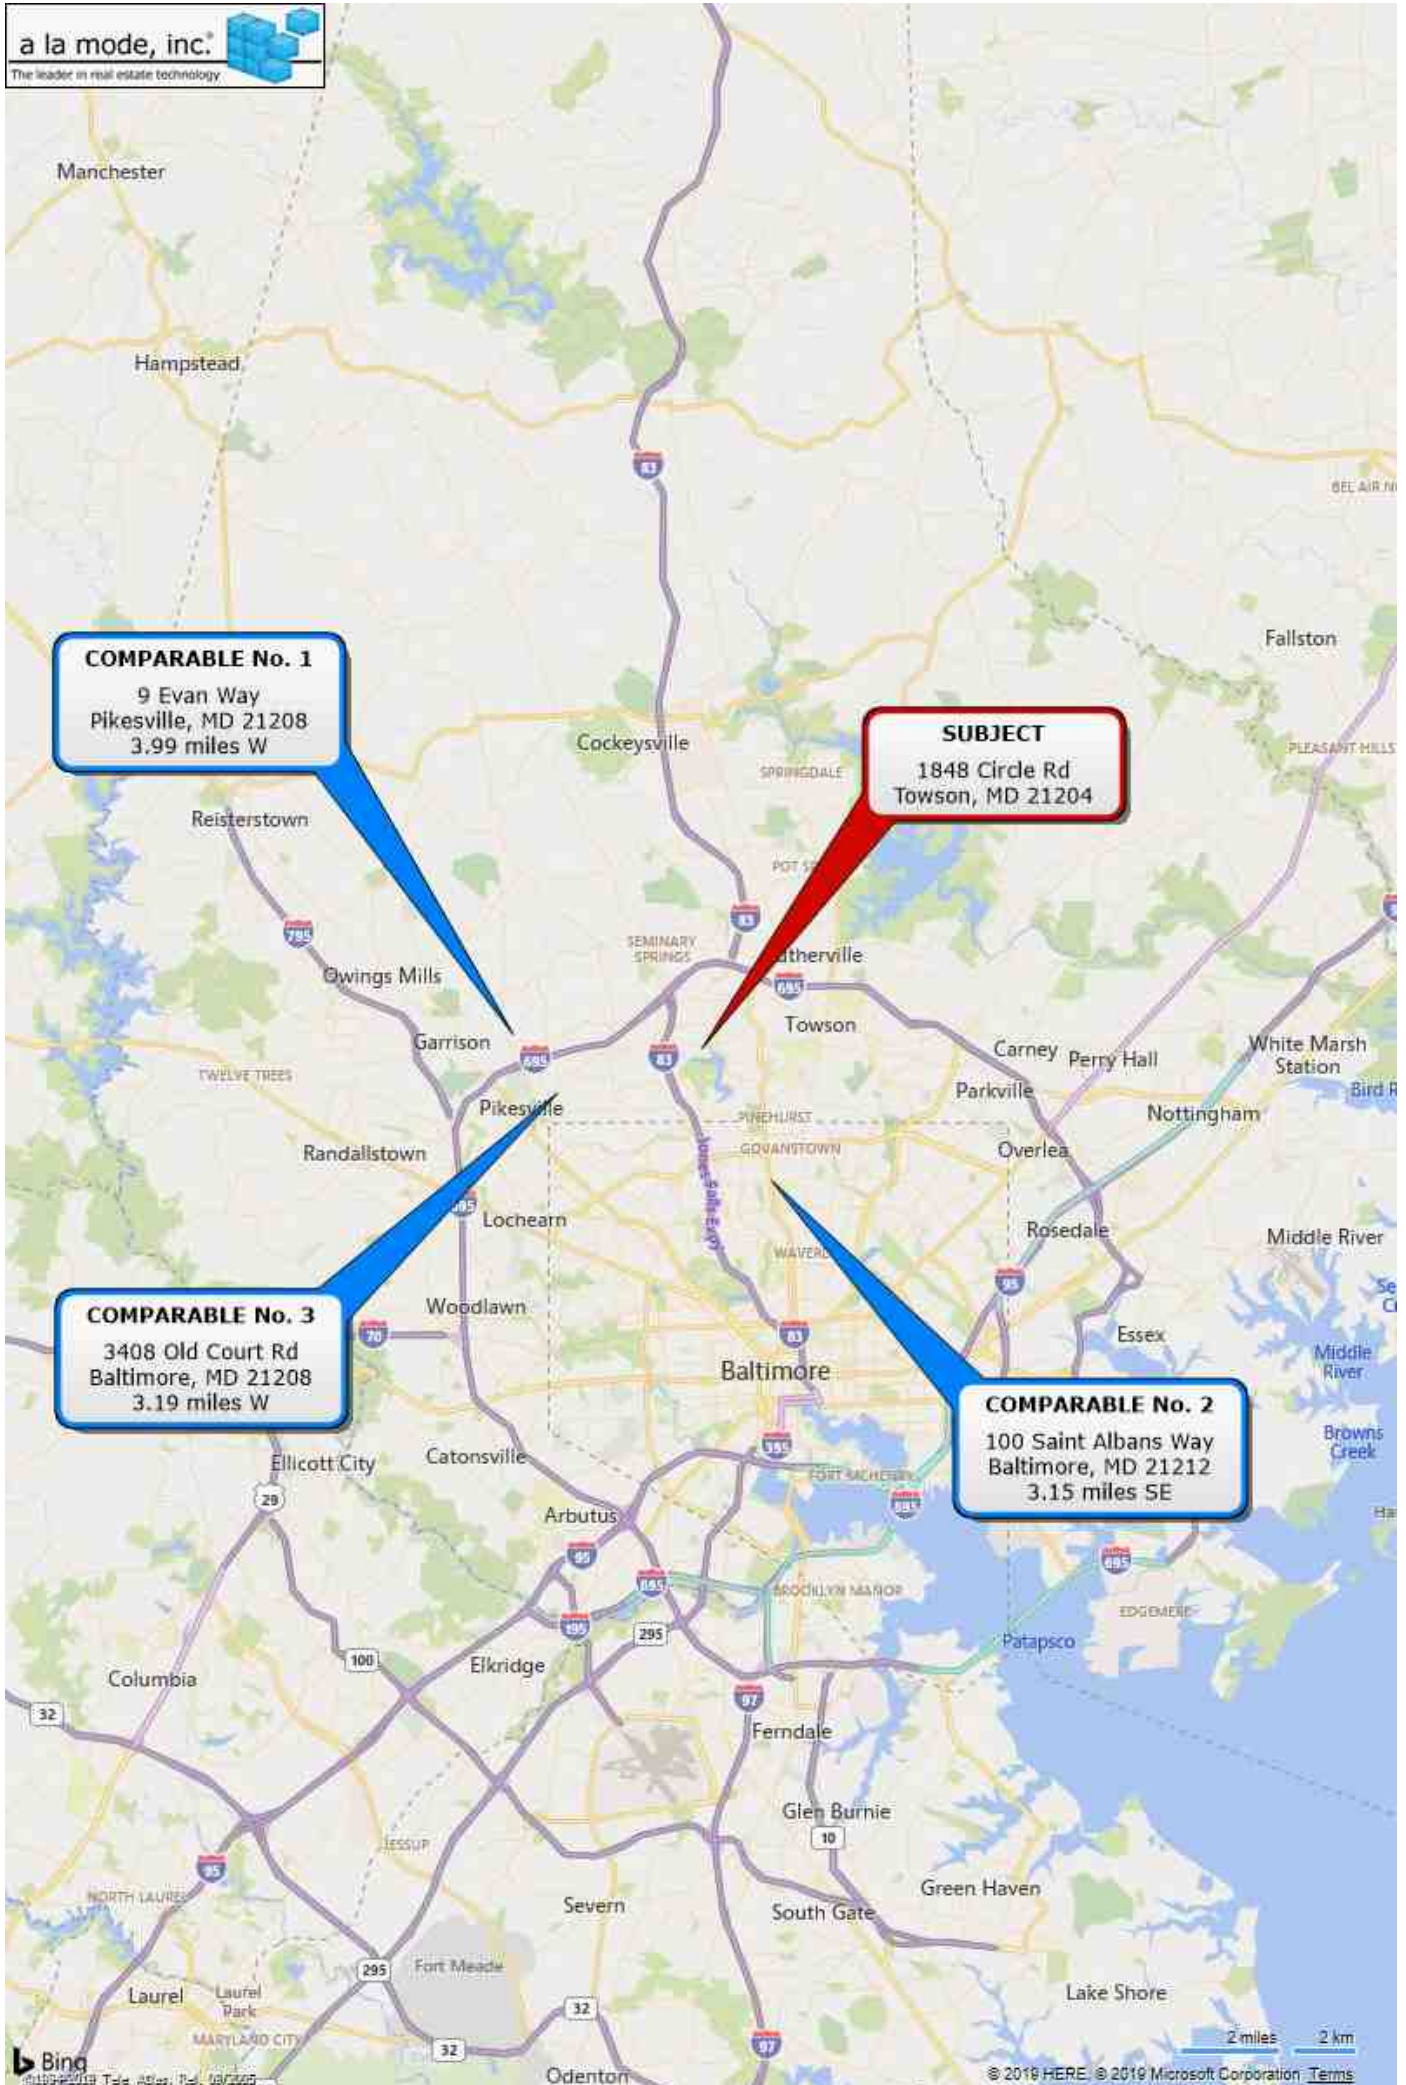 a la mode, inc.®
The leader in real estate technology
Manchester
Hampstead
83
BEL AIR N
Fallston
COMPARABLE No. 1
9 Evan Way
Pikesville, MD 21208
3.99 miles W
SUBJECT
1848 Circle Rd
Towson, MD 21204
Cockeysville
SPRINGDALE
PLEASANT HILLS
Reisterstown
POT SP
83
795
SEMINARY
SPRINGS
utherville
Owings Mills
695
Towson
Garrison
695
83
Carney
Perry Hall
White Marsh
Station
TWELVE TREES
Parkville
Bird R
Pikesville
PINEHURST
Nottingham
Randallstown
GOVANSTOWN
Overlea
Jones Falls Expy
695
Lochearn
Rosedale
WAVERL
Middle River
95
Woodlawn
COMPARABLE No. 3
3408 Old Court Rd
Baltimore, MD 21208
3.19 miles W
70
83
Essex
Middle
River
Baltimore
COMPARABLE No. 2
100 Saint Albans Way
Baltimore, MD 21212
3.15 miles SE
Browns
Creek
395
Catonsville
Ellicott City
FORT MCHENRY
29
695
Arbutus
95
695
695
BROOKLYN MANOR
EDGEMERE
195
295
Patapsco
100
Elkridge
Columbia
32
97
Ferndale
Glen Burnie
10
JESSUP
95
NORTH LAUREL
Green Haven
Severn
South Gate
295
Fort Meade
Laurel
Laurel
Park
Lake Shore
32
MARYLAND CITY
32
97
2 miles
2 km
Bing
Odenton
© 2019 HERE, © 2019 Microsoft Corporation Terms